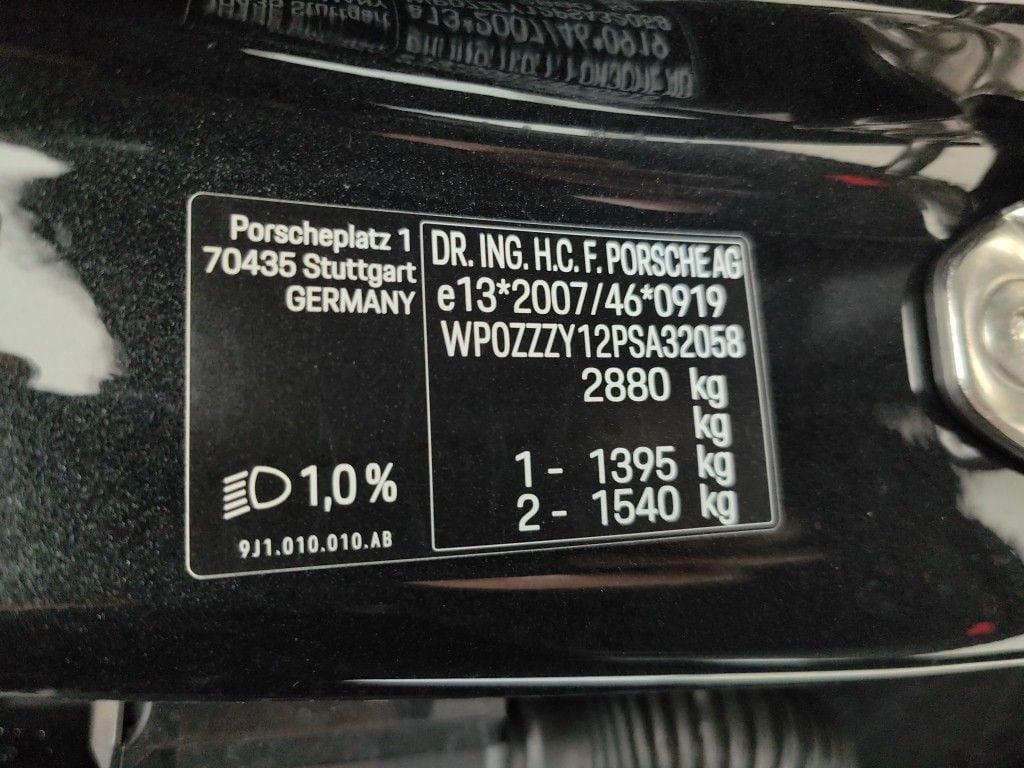 Porscheplatz 1
70435 Stuttgart
GERMANY
1,0 %
9J1.010.010.AB
DR. ING. H.C. F. PORSCHE AG
e13*2007/46*0919
WP0ZZZY12PSA32058
2880 kg
kg
1 - 1395 kg
2 - 1540 kg